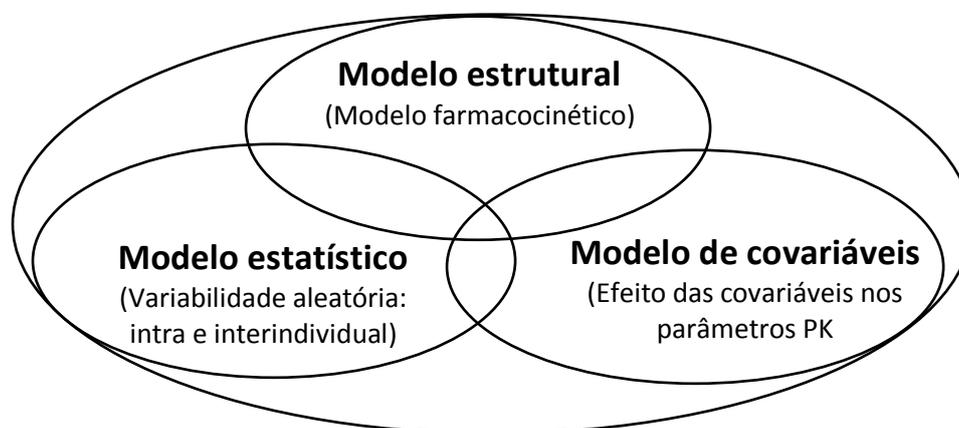 Modelo estrutural
(Modelo farmacocinético)
Modelo estatístico
(Variabilidade aleatória:
intra e interindividual)
Modelo de covariáveis
(Efeito das covariáveis nos
parâmetros PK